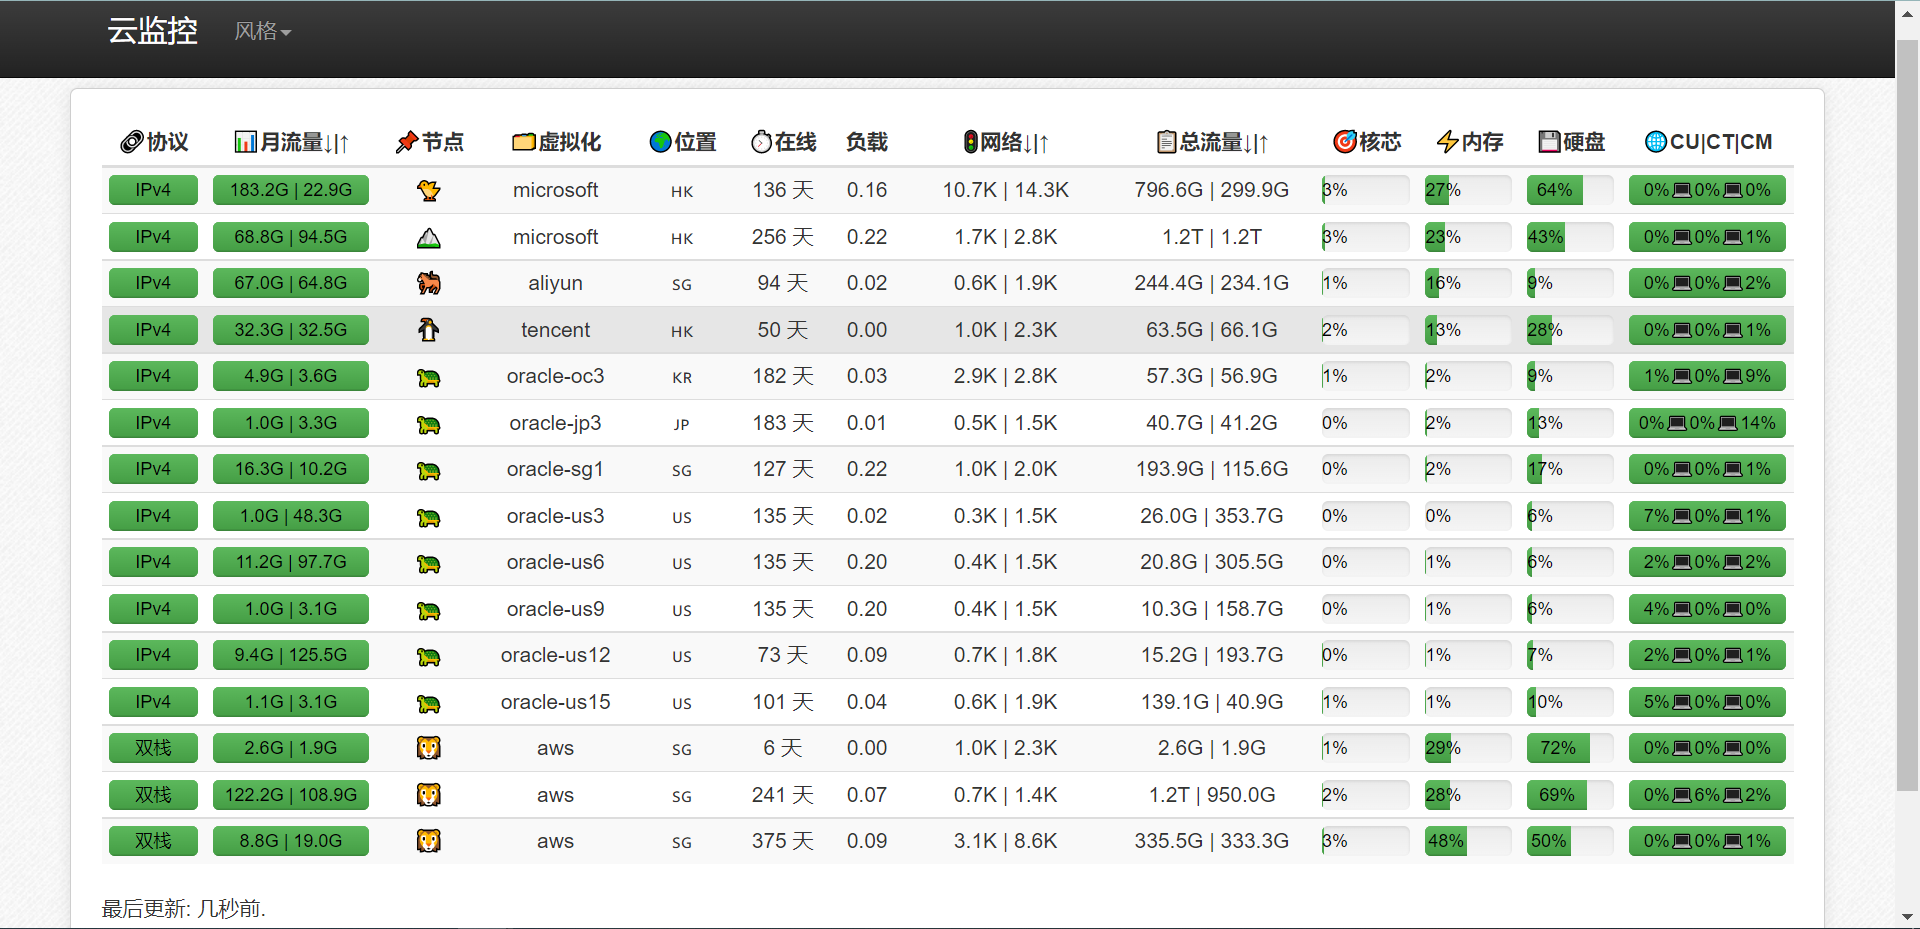 云监控 风格
协议 月流量↓|↑ 节点 虚拟化 位置 在线 负载 网络↓|↑ 总流量↓|↑ 核芯 内存 硬盘 CU|CT|CM
IPv4 183.2G | 22.9G microsoft HK 136 天 0.16 10.7K | 14.3K 796.6G | 299.9G 3% 27% 64% 0%💻0%💻0%
IPv4 68.8G | 94.5G microsoft HK 256 天 0.22 1.7K | 2.8K 1.2T | 1.2T 3% 23% 43% 0%💻0%💻1%
IPv4 67.0G | 64.8G aliyun SG 94 天 0.02 0.6K | 1.9K 244.4G | 234.1G 1% 16% 9% 0%💻0%💻2%
IPv4 32.3G | 32.5G tencent HK 50 天 0.00 1.0K | 2.3K 63.5G | 66.1G 2% 13% 28% 0%💻0%💻1%
IPv4 4.9G | 3.6G oracle-oc3 KR 182 天 0.03 2.9K | 2.8K 57.3G | 56.9G 1% 2% 9% 1%💻0%💻9%
IPv4 1.0G | 3.3G oracle-jp3 JP 183 天 0.01 0.5K | 1.5K 40.7G | 41.2G 0% 2% 13% 0%💻0%💻14%
IPv4 16.3G | 10.2G oracle-sg1 SG 127 天 0.22 1.0K | 2.0K 193.9G | 115.6G 0% 2% 17% 0%💻0%💻1%
IPv4 1.0G | 48.3G oracle-us3 US 135 天 0.02 0.3K | 1.5K 26.0G | 353.7G 0% 0% 6% 7%💻0%💻1%
IPv4 11.2G | 97.7G oracle-us6 US 135 天 0.20 0.4K | 1.5K 20.8G | 305.5G 0% 1% 6% 2%💻0%💻2%
IPv4 1.0G | 3.1G oracle-us9 US 135 天 0.20 0.4K | 1.5K 10.3G | 158.7G 0% 1% 6% 4%💻0%💻0%
IPv4 9.4G | 125.5G oracle-us12 US 73 天 0.09 0.7K | 1.8K 15.2G | 193.7G 0% 1% 7% 2%💻0%💻1%
IPv4 1.1G | 3.1G oracle-us15 US 101 天 0.04 0.6K | 1.9K 139.1G | 40.9G 1% 1% 10% 5%💻0%💻0%
双栈 2.6G | 1.9G aws SG 6 天 0.00 1.0K | 2.3K 2.6G | 1.9G 1% 29% 72% 0%💻0%💻0%
双栈 122.2G | 108.9G aws SG 241 天 0.07 0.7K | 1.4K 1.2T | 950.0G 2% 28% 69% 0%💻6%💻2%
双栈 8.8G | 19.0G aws SG 375 天 0.09 3.1K | 8.6K 335.5G | 333.3G 3% 48% 50% 0%💻0%💻1%
最后更新: 几秒前.